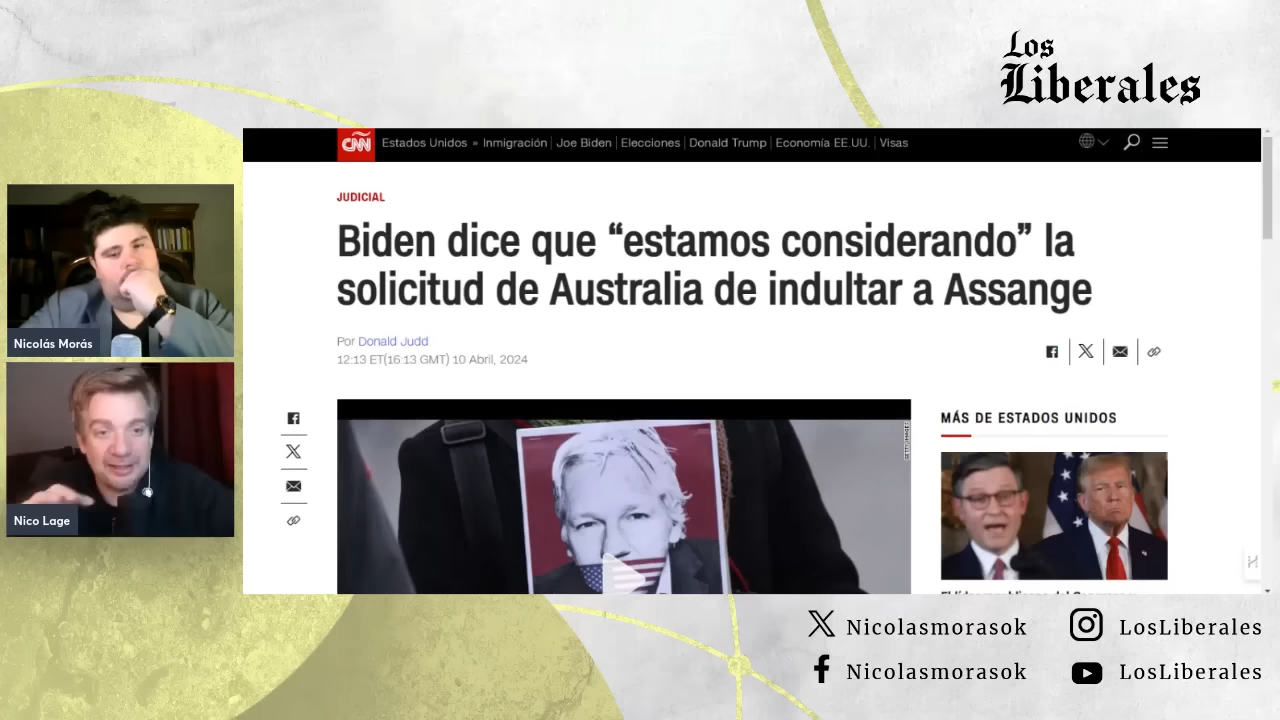 Los
Liberales
CNN
Estados Unidos » Inmigración Joe Biden Elecciones Donald Trump Economía EE.UU. Visas
JUDICIAL
Biden dice que “estamos considerando” la
solicitud de Australia de indultar a Assange
Por Donald Judd
12:13 ET(16:13 GMT) 10 Abril, 2024
MÁS DE ESTADOS UNIDOS
Nicolás Morás
Nico Lage
Nicolasmorasok
LosLiberales
Nicolasmorasok
LosLiberales